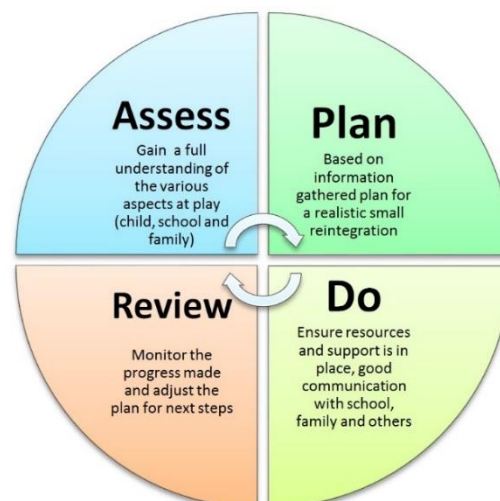 Assess
Gain a full
understanding of
the various
aspects at play
(child, school and
family)
Plan
Based on
information
gathered plan for
a realistic small
reintegration
Review
Monitor the
progress made
and adjust the
plan for next steps
Do
Ensure resources
and support is in
place, good
communication
with school,
family and others